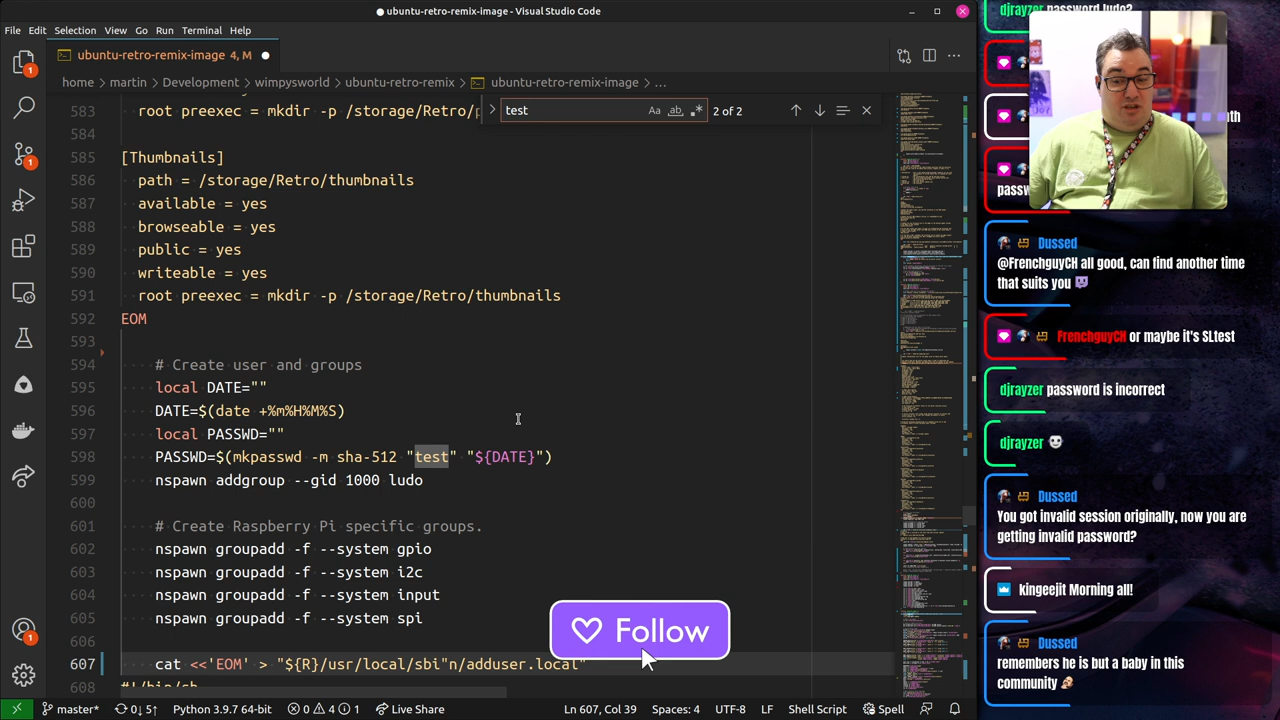 ubuntu-retro-remix-image - Visual Studio Code
File Edit Selection View Go Run Terminal Help
ubuntu-retro-remix-image 4, M
home > martin > Development > wimpysworld > ubuntu-retro-remix-image > ubuntu-retro-remix-image > ...
test Aa ab .* 2 of 2
583 root preexec = mkdir -p /storage/Retro/
584
585 [Thumbnails]
586 path = /storage/Retro/thumbnails
587 available = yes
588 browseable = yes
589 public = yes
590 writeable = yes
591 root preexec = mkdir -p /storage/Retro/thumbnails
592 EOM
593
594 # Create user and groups
595 local DATE=""
596 DATE=$(date +%m%H%M%S)
597 local PASSWD=""
598 PASSWD=$(mkpasswd -m sha-512 "test" "${DATE}")
599 nspawn addgroup --gid 1000 ludo
600
601 # Create Raspberry Pi specific groups.
602 nspawn groupadd -f --system gpio
603 nspawn groupadd -f --system i2c
604 nspawn groupadd -f --system input
605 nspawn groupadd -f --system spi
606
607 cat <<'EOM' > "${R}/usr/local/sbi"n/adduser.local"
608 #!/bin/sh
Follow
master* 5↑ Python 3.8.7 64-bit 0 4 1 Live Share Ln 607, Col 39 Spaces: 4 UTF-8 LF Shell Script Spell
djrayzer password ludo?
Dussed
@FrenchguyCH all good, can find another time
that suits you
FrenchguyCH or maybe it's SLtest
djrayzer password is incorrect
djrayzer
Dussed
You got invalid session originally, now you are
getting invalid password?
kingeejit Morning all!
Dussed
remembers he is but a baby in this
community